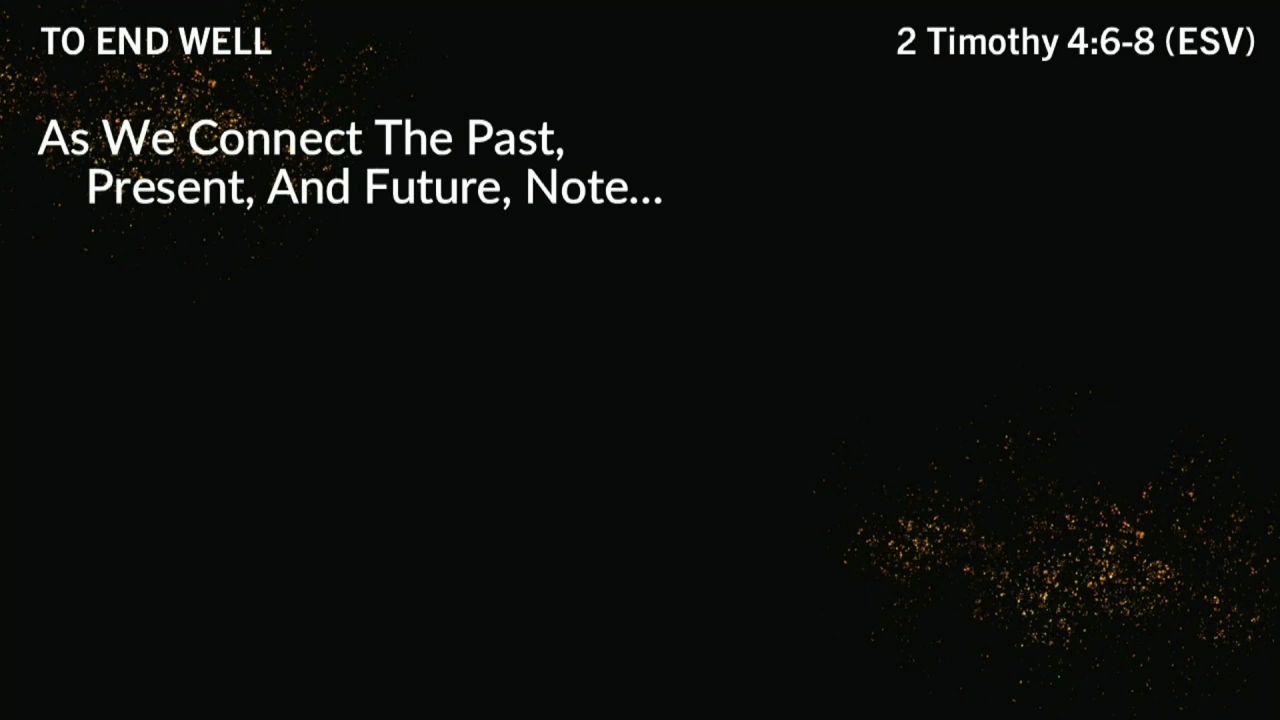 TO END WELL
2 Timothy 4:6-8 (ESV)
As We Connect The Past,
Present, And Future, Note...